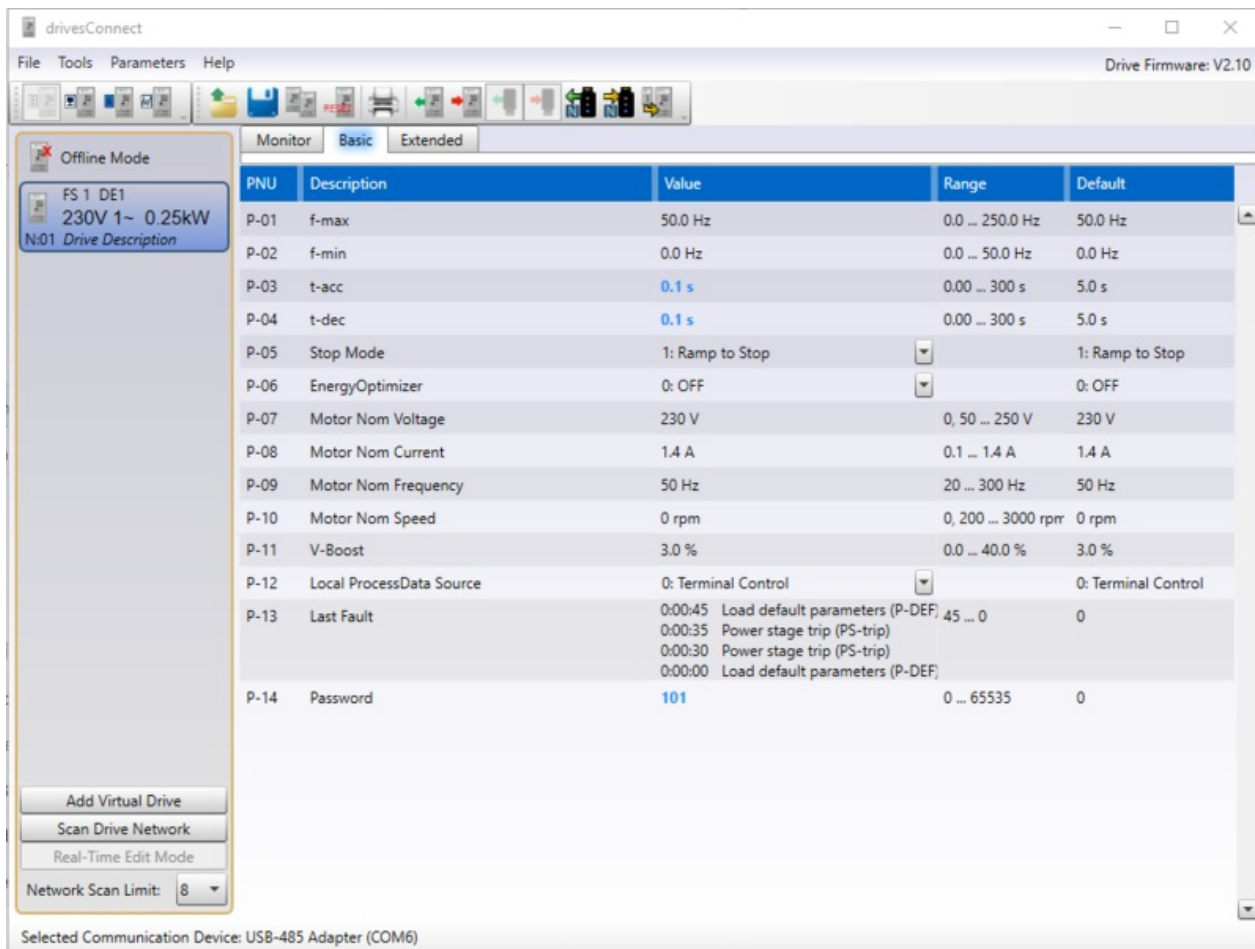 drivesConnect
File Tools Parameters Help
Drive Firmware: V2.10
Offline Mode
FS 1 DE1
230V 1~ 0.25kW
N:01 Drive Description
Monitor Basic Extended
PNU Description Value Range Default
P-01 f-max 50.0 Hz 0.0 ... 250.0 Hz 50.0 Hz
P-02 f-min 0.0 Hz 0.0 ... 50.0 Hz 0.0 Hz
P-03 t-acc 0.1 s 0.00 ... 300 s 5.0 s
P-04 t-dec 0.1 s 0.00 ... 300 s 5.0 s
P-05 Stop Mode 1: Ramp to Stop 1: Ramp to Stop
P-06 EnergyOptimizer 0: OFF 0: OFF
P-07 Motor Nom Voltage 230 V 0, 50 ... 250 V 230 V
P-08 Motor Nom Current 1.4 A 0.1 ... 1.4 A 1.4 A
P-09 Motor Nom Frequency 50 Hz 20 ... 300 Hz 50 Hz
P-10 Motor Nom Speed 0 rpm 0, 200 ... 3000 rpm 0 rpm
P-11 V-Boost 3.0 % 0.0 ... 40.0 % 3.0 %
P-12 Local ProcessData Source 0: Terminal Control 0: Terminal Control
P-13 Last Fault 0:00:45 Load default parameters (P-DEF) 45 ... 0 0
0:00:35 Power stage trip (PS-trip)
0:00:30 Power stage trip (PS-trip)
0:00:00 Load default parameters (P-DEF)
P-14 Password 101 0 ... 65535 0
Add Virtual Drive
Scan Drive Network
Real-Time Edit Mode
Network Scan Limit: 8
Selected Communication Device: USB-485 Adapter (COM6)